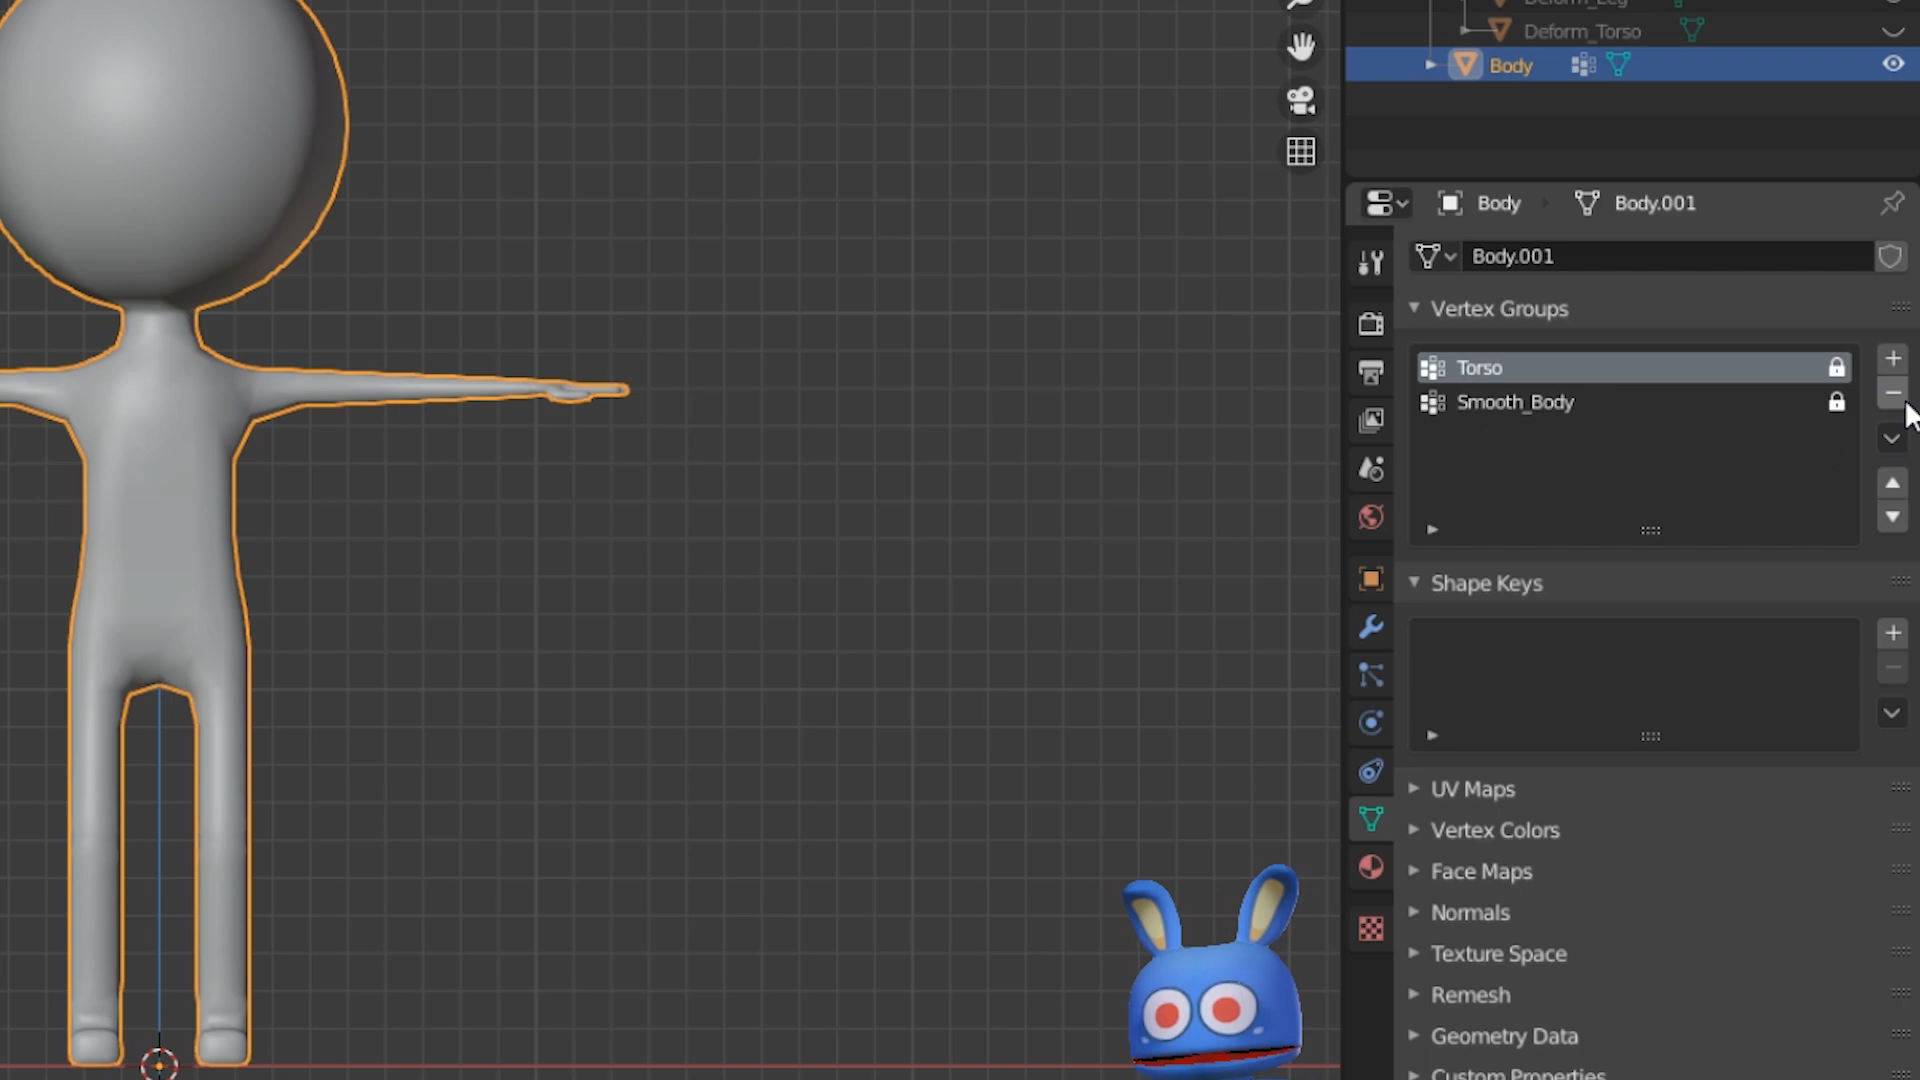 Deform_Leg
Deform_Torso
Body
Body
Body.001
Body.001
Vertex Groups
Torso
Smooth_Body
Shape Keys
UV Maps
Vertex Colors
Face Maps
Normals
Texture Space
Remesh
Geometry Data
Custom Properties